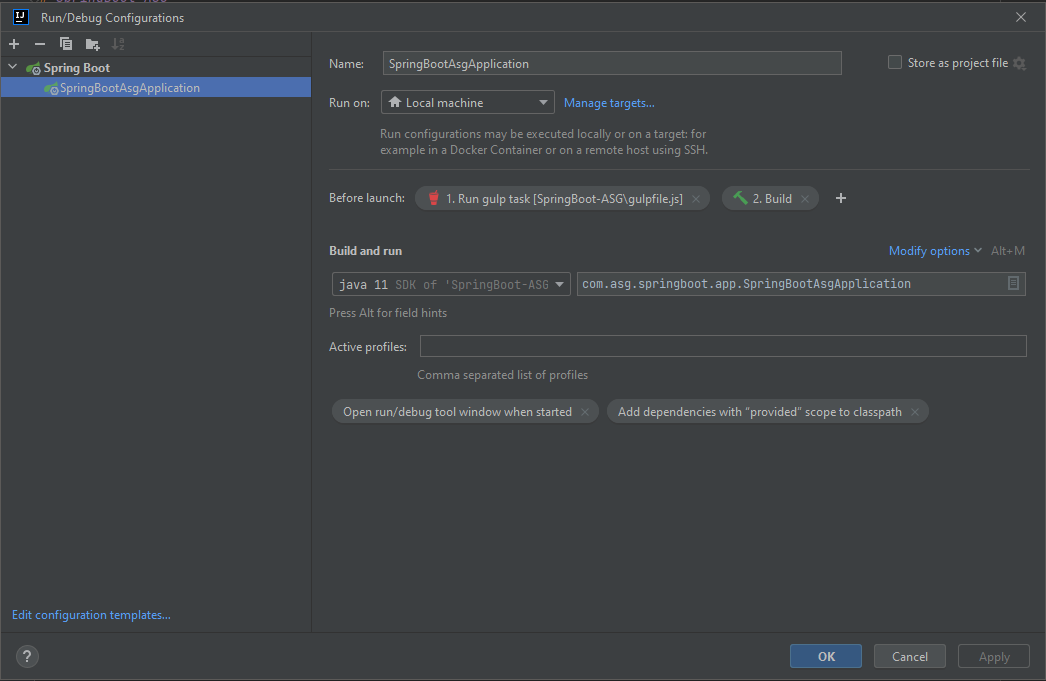 Run/Debug Configurations
Spring Boot
SpringBootAsgApplication
Edit configuration templates...
Name: SpringBootAsgApplication Store as project file
Run on: Local machine Manage targets...
Run configurations may be executed locally or on a target: for
example in a Docker Container or on a remote host using SSH.
Before launch: 1. Run gulp task [SpringBoot-ASG\gulpfile.js] 2. Build
Build and run Modify options Alt+M
java 11 SDK of 'SpringBoot-ASG com.asg.springboot.app.SpringBootAsgApplication
Press Alt for field hints
Active profiles:
Comma separated list of profiles
Open run/debug tool window when started Add dependencies with “provided” scope to classpath
? OK Cancel Apply